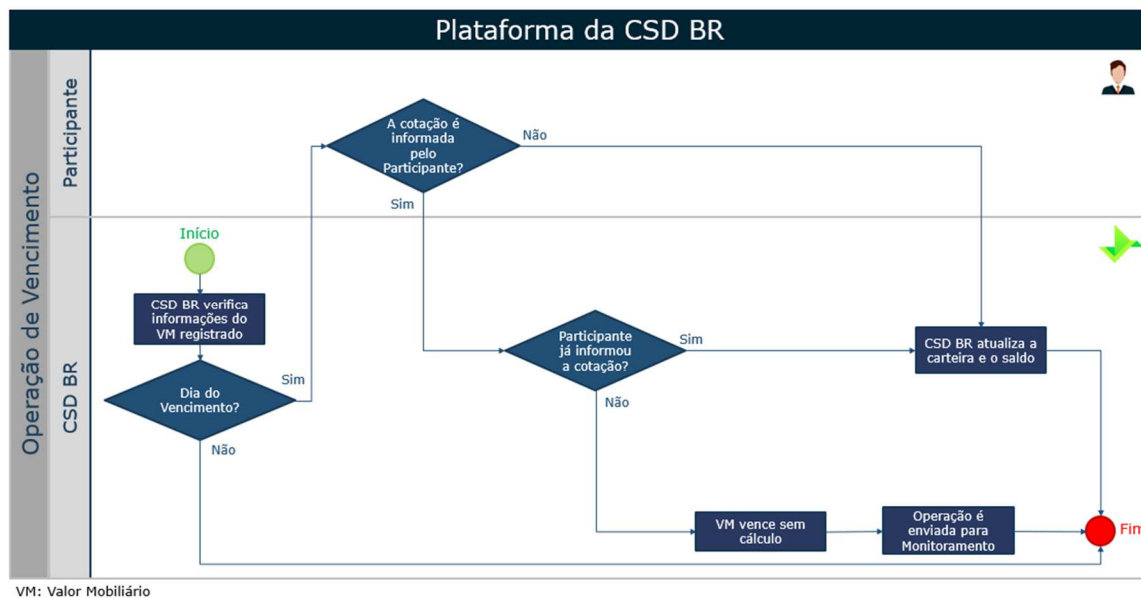 Plataforma da CSD BR
Operação de Vencimento
Participante
A cotação é
informada
pelo
Participante?
Não
Sim
CSD BR
Início
CSD BR verifica
informações do
VM registrado
Dia do
Vencimento?
Sim
Não
Participante
já informou
a cotação?
Sim
Não
CSD BR atualiza a
carteira e o saldo
VM vence sem
cálculo
Operação é
enviada para
Monitoramento
Fim
VM: Valor Mobiliário